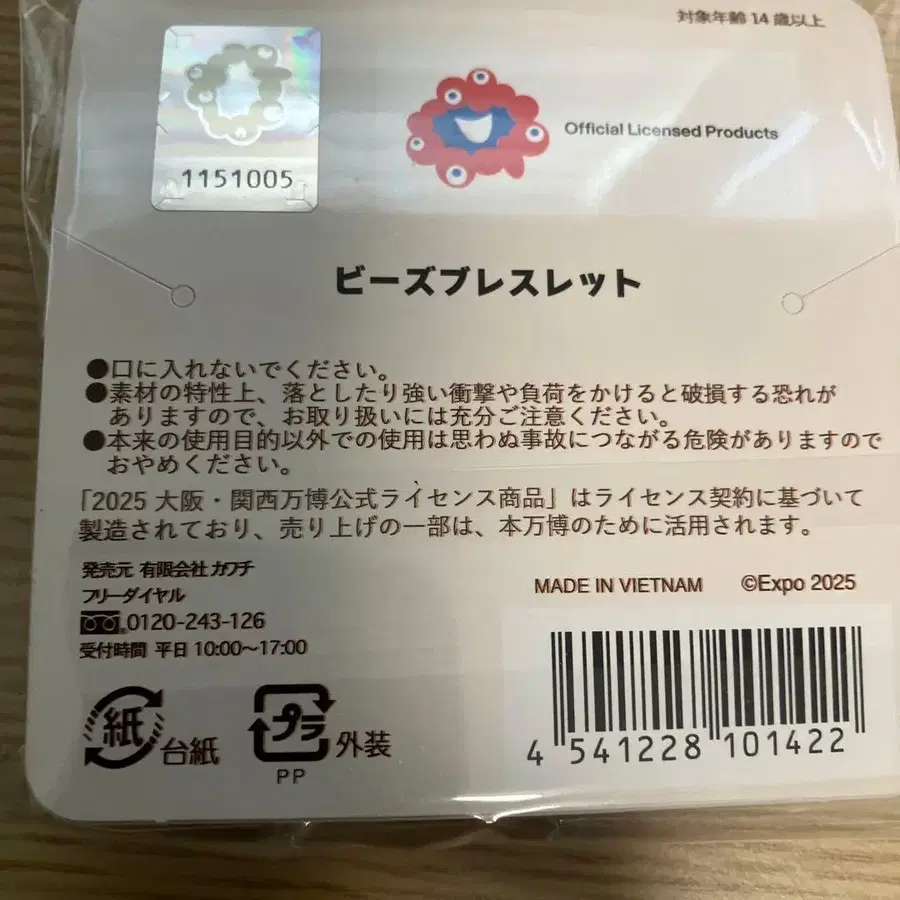 対象年齢 14 歳以上
1151005
Official Licensed Products
ビーズブレスレット
●口に入れないでください。
●素材の特性上、落としたり強い衝撃や負荷をかけると破損する恐れが
ありますので、お取り扱いには充分ご注意ください。
●本来の使用目的以外での使用は思わぬ事故につながる危険がありますので
おやめください。
「2025 大阪・関西万博公式ライセンス商品」はライセンス契約に基づいて
製造されており、売り上げの一部は、本万博のために活用されます。
発売元 有限会社 カワチ
フリーダイヤル
0120-243-126
受付時間 平日 10:00〜17:00
MADE IN VIETNAM ©Expo 2025
紙 台紙
プラ 外装
PP
4 541228 101422